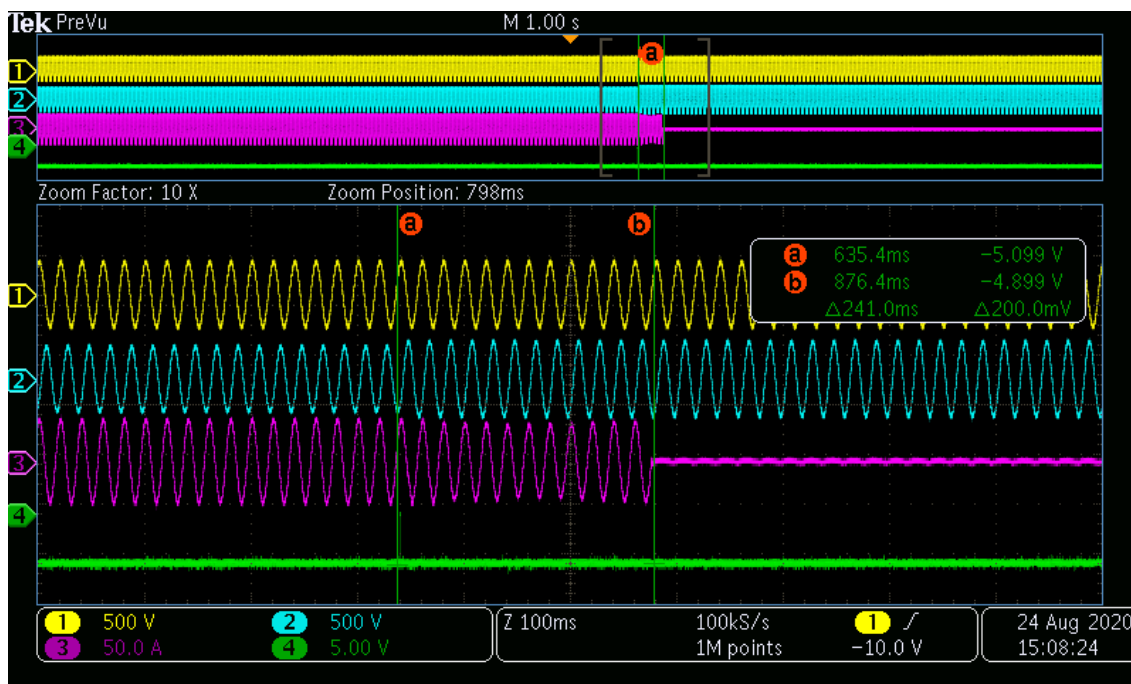 Tek PreVu M 1.00 s
a
1
2
3
4
Zoom Factor: 10 X Zoom Position: 798ms
a b
a 635.4ms −5.099 V
b 876.4ms −4.899 V
△241.0ms △200.0mV
1
2
3
4
1 500 V 2 500 V Z 100ms 100kS/s 1 24 Aug 2020
3 50.0 A 4 5.00 V 1M points −10.0 V 15:08:24